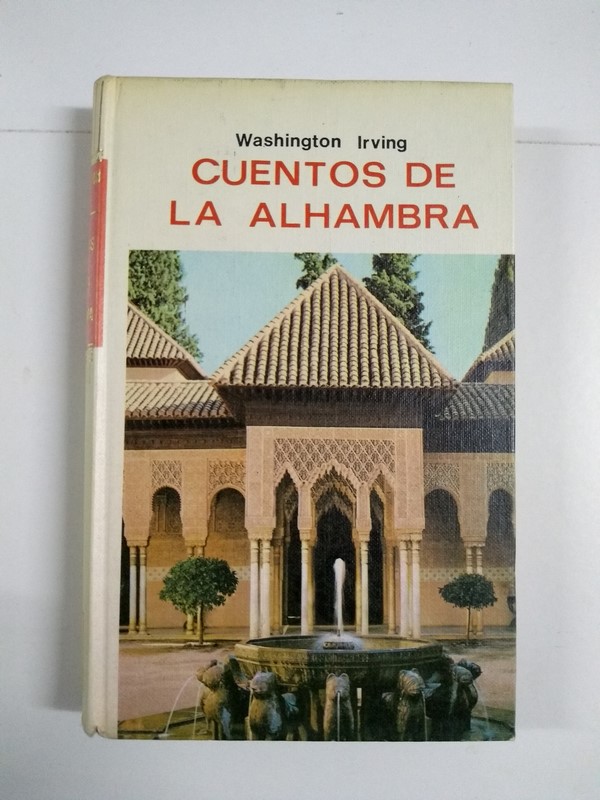 Washington Irving
CUENTOS DE
LA ALHAMBRA